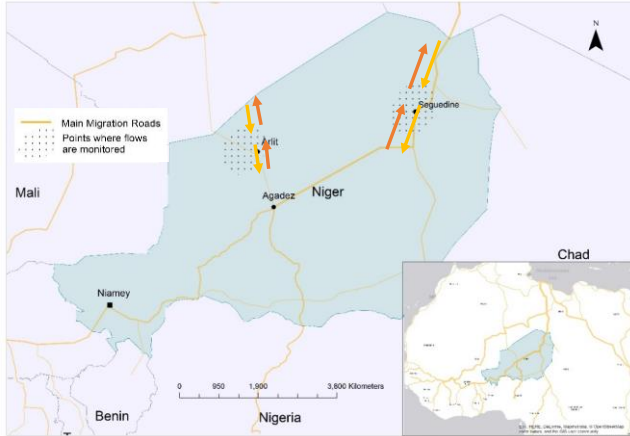 N
Main Migration Roads
Points where flows
are monitored
Seguedine
Arlit
Mali
Agadez
Niger
Chad
Niamey
0 950 1,900 3,800 Kilometers
Benin
Nigeria